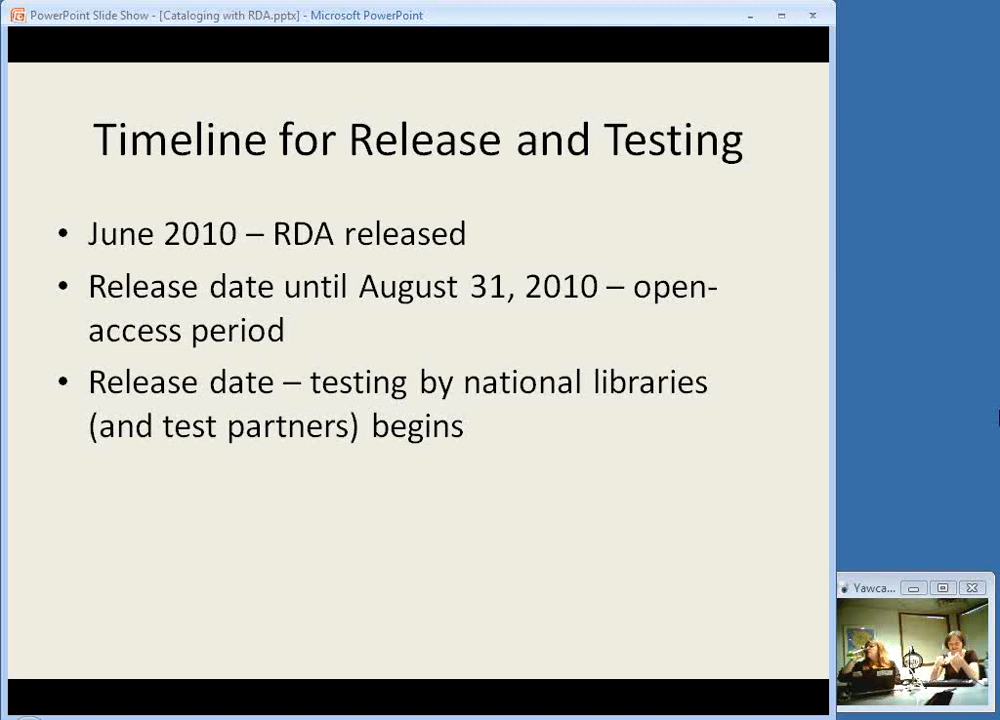 PowerPoint Slide Show - [Cataloging with RDA.pptx] - Microsoft PowerPoint
Timeline for Release and Testing
• June 2010 – RDA released
• Release date until August 31, 2010 – open-
access period
• Release date – testing by national libraries
(and test partners) begins
Yawca...